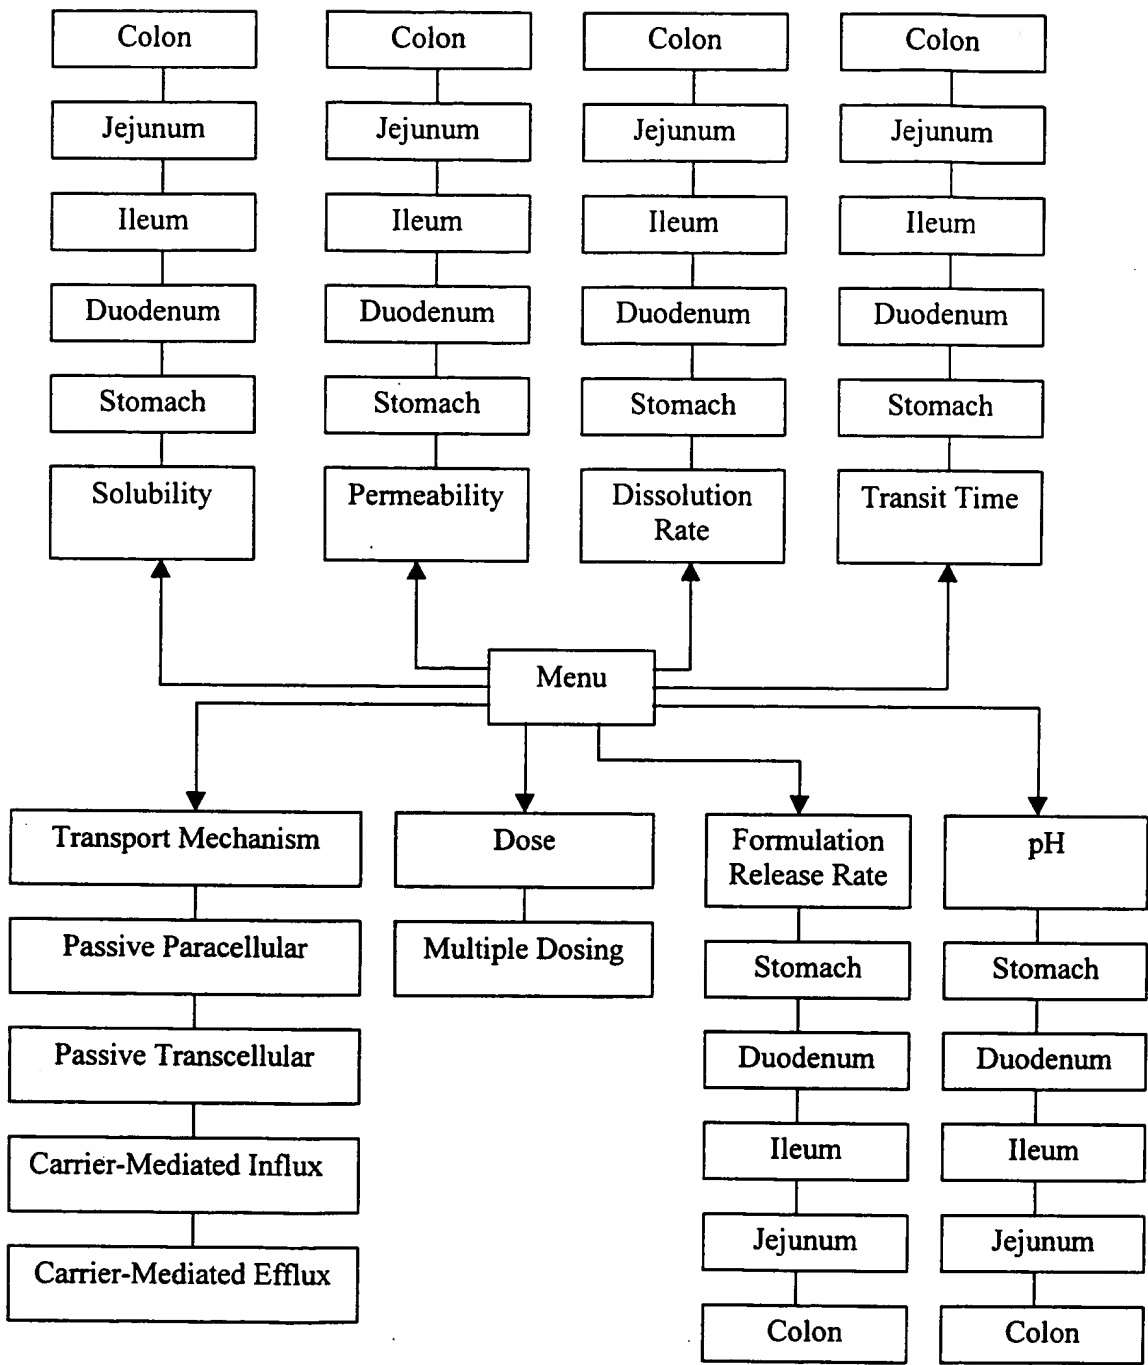 Colon
Colon
Colon
Colon
Jejunum
Jejunum
Jejunum
Jejunum
Ileum
Ileum
Ileum
Ileum
Duodenum
Duodenum
Duodenum
Duodenum
Stomach
Stomach
Stomach
Stomach
Solubility
Permeability
Dissolution
Rate
Transit Time
Menu
Transport Mechanism
Dose
Formulation
Release Rate
pH
Passive Paracellular
Multiple Dosing
Stomach
Stomach
Passive Transcellular
Duodenum
Duodenum
Carrier-Mediated Influx
Ileum
Ileum
Carrier-Mediated Efflux
Jejunum
Jejunum
Colon
Colon